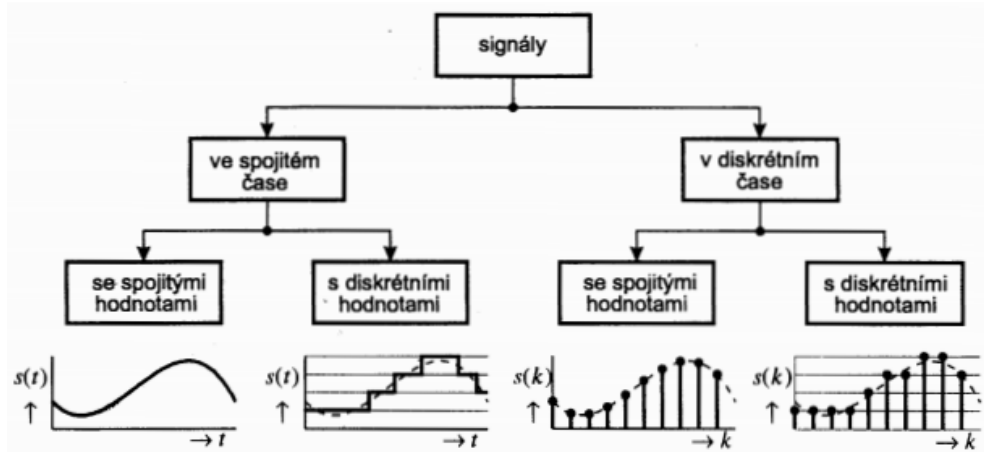 signály
ve spojitém
čase
v diskrétním
čase
se spojitými
hodnotami
s diskrétními
hodnotami
se spojitými
hodnotami
s diskrétními
hodnotami
s(t)
↑
→ t
s(t)
↑
→ t
s(k)
↑
→ k
s(k)
↑
→ k